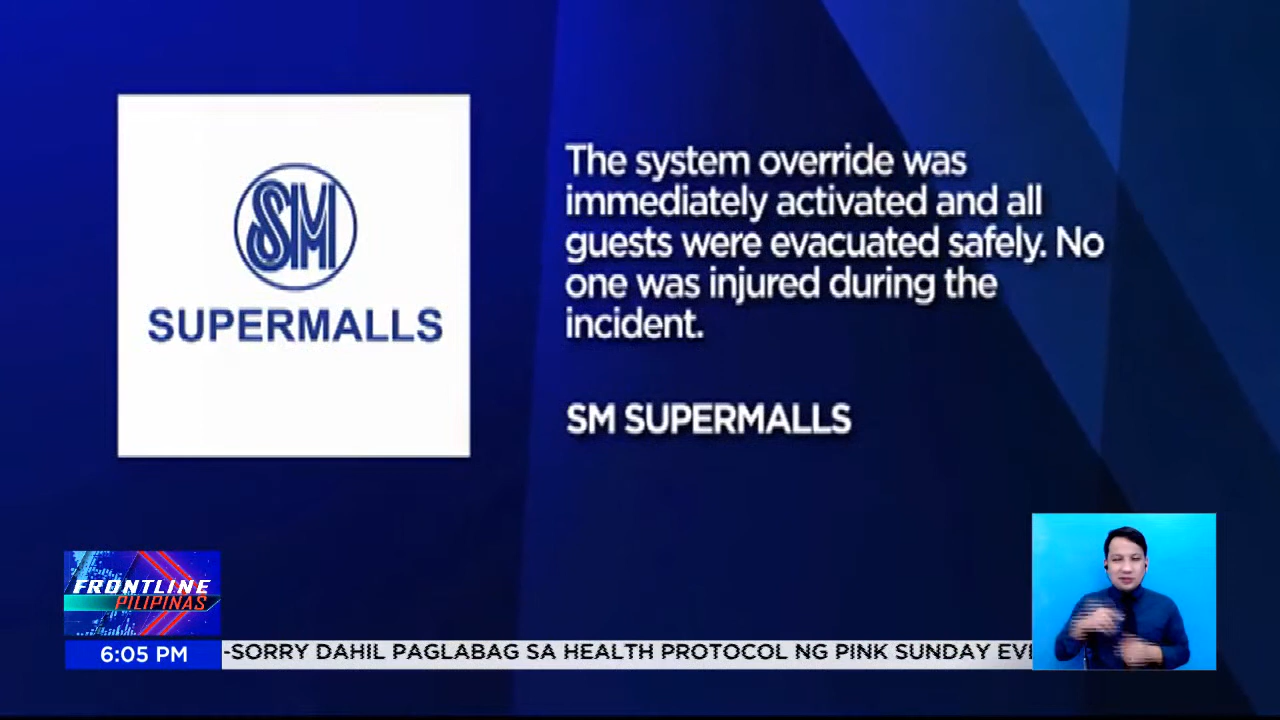 SM
SUPERMALLS
The system override was
immediately activated and all
guests were evacuated safely. No
one was injured during the
incident.
SM SUPERMALLS
FRONTLINE
PILIPINAS
6:05 PM
-SORRY DAHIL PAGLABAG SA HEALTH PROTOCOL NG PINK SUNDAY